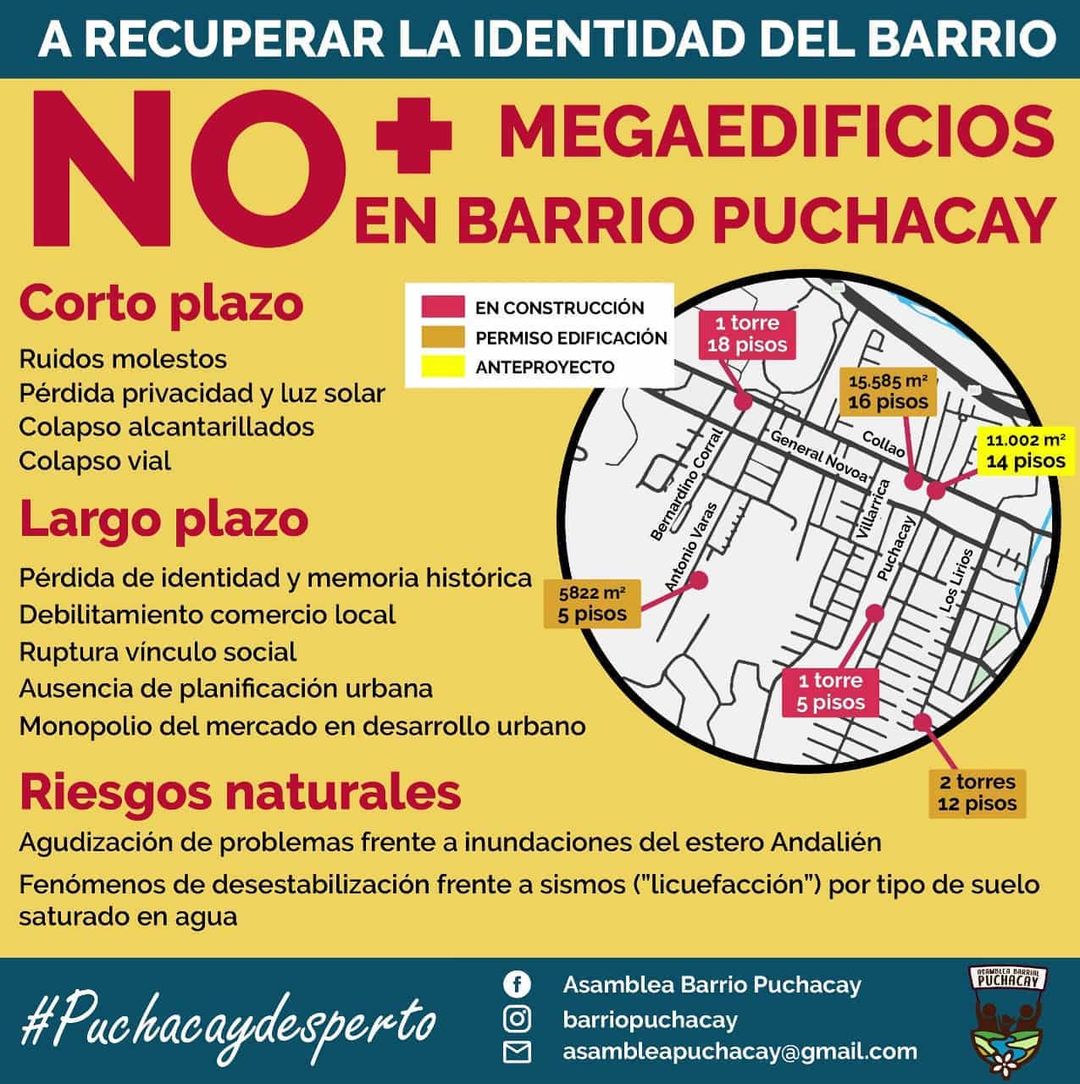 A RECUPERAR LA IDENTIDAD DEL BARRIO
NO + MEGAEDIFICIOS
EN BARRIO PUCHACAY
Corto plazo
Ruidos molestos
Pérdida privacidad y luz solar
Colapso alcantarillados
Colapso vial
Largo plazo
Pérdida de identidad y memoria histórica
Debilitamiento comercio local
Ruptura vínculo social
Ausencia de planificación urbana
Monopolio del mercado en desarrollo urbano
EN CONSTRUCCIÓN
PERMISO EDIFICACIÓN
ANTEPROYECTO
1 torre
18 pisos
15.585 m²
16 pisos
11.002 m²
14 pisos
Collao
General Novoa
Bernardino Corral
Antonio Varas
Villarrica
Puchacay
Los Lirios
5822 m²
5 pisos
1 torre
5 pisos
2 torres
12 pisos
Riesgos naturales
Agudización de problemas frente a inundaciones del estero Andalién
Fenómenos de desestabilización frente a sismos ("licuefacción") por tipo de suelo
saturado en agua
#Puchacaydesperto
Asamblea Barrio Puchacay
barriopuchacay
asambleapuchacay@gmail.com
ASAMBLEA BARRIAL
PUCHACAY